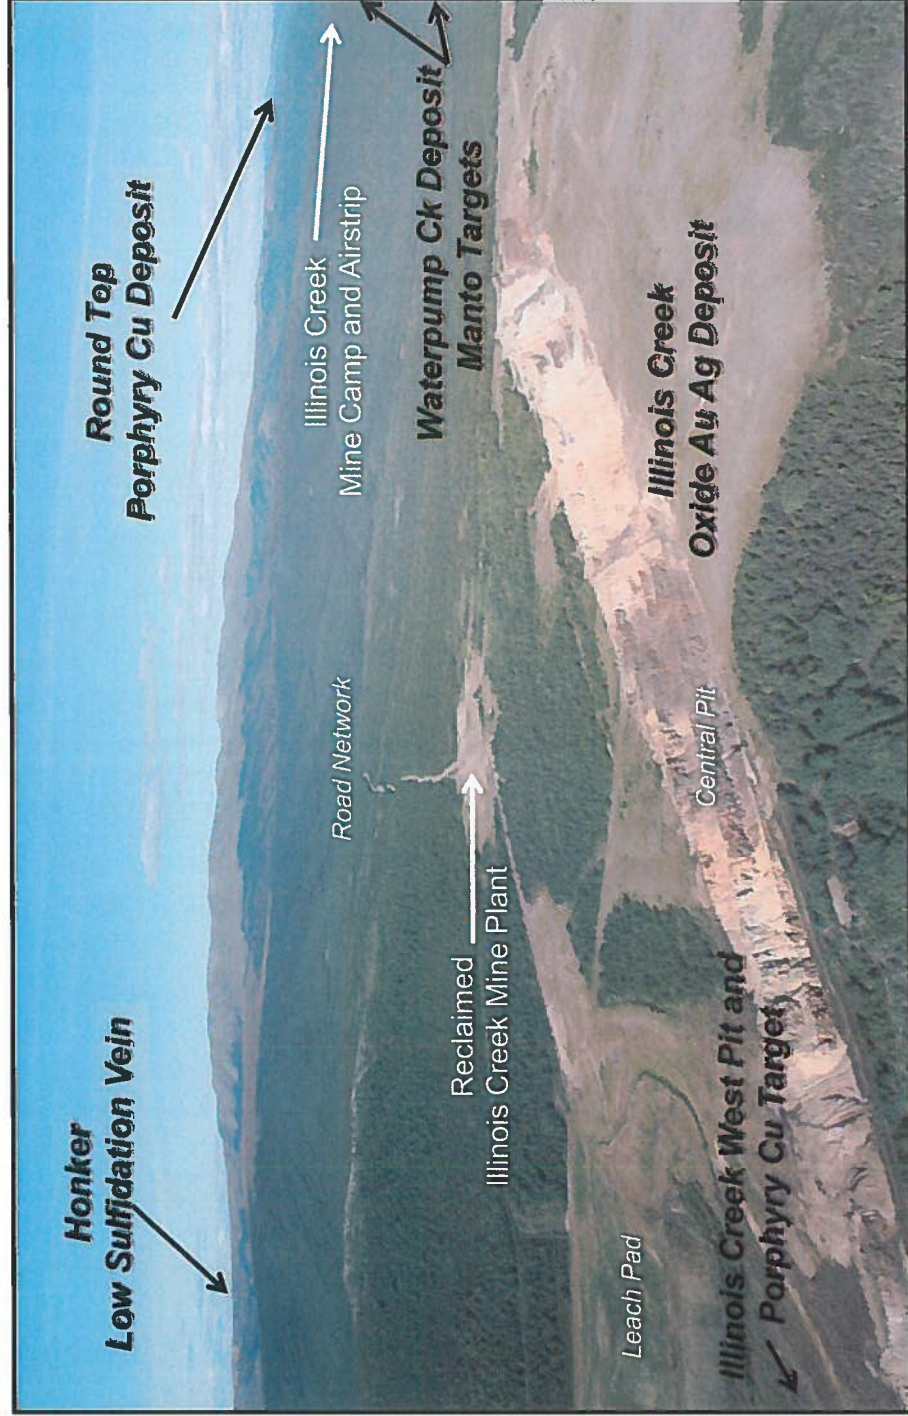 Honker
Low Sulfidation Vein
Round Top
Porphyry Cu Deposit
Illinois Creek
Mine Camp and Airstrip
Road Network
Waterpump Ck Deposit
Manto Targets
Reclaimed
Illinois Creek Mine Plant
Leach Pad
Central Pit
Illinois Creek
Oxide Au Ag Deposit
Illinois Creek West Pit and
Porphyry Cu Target